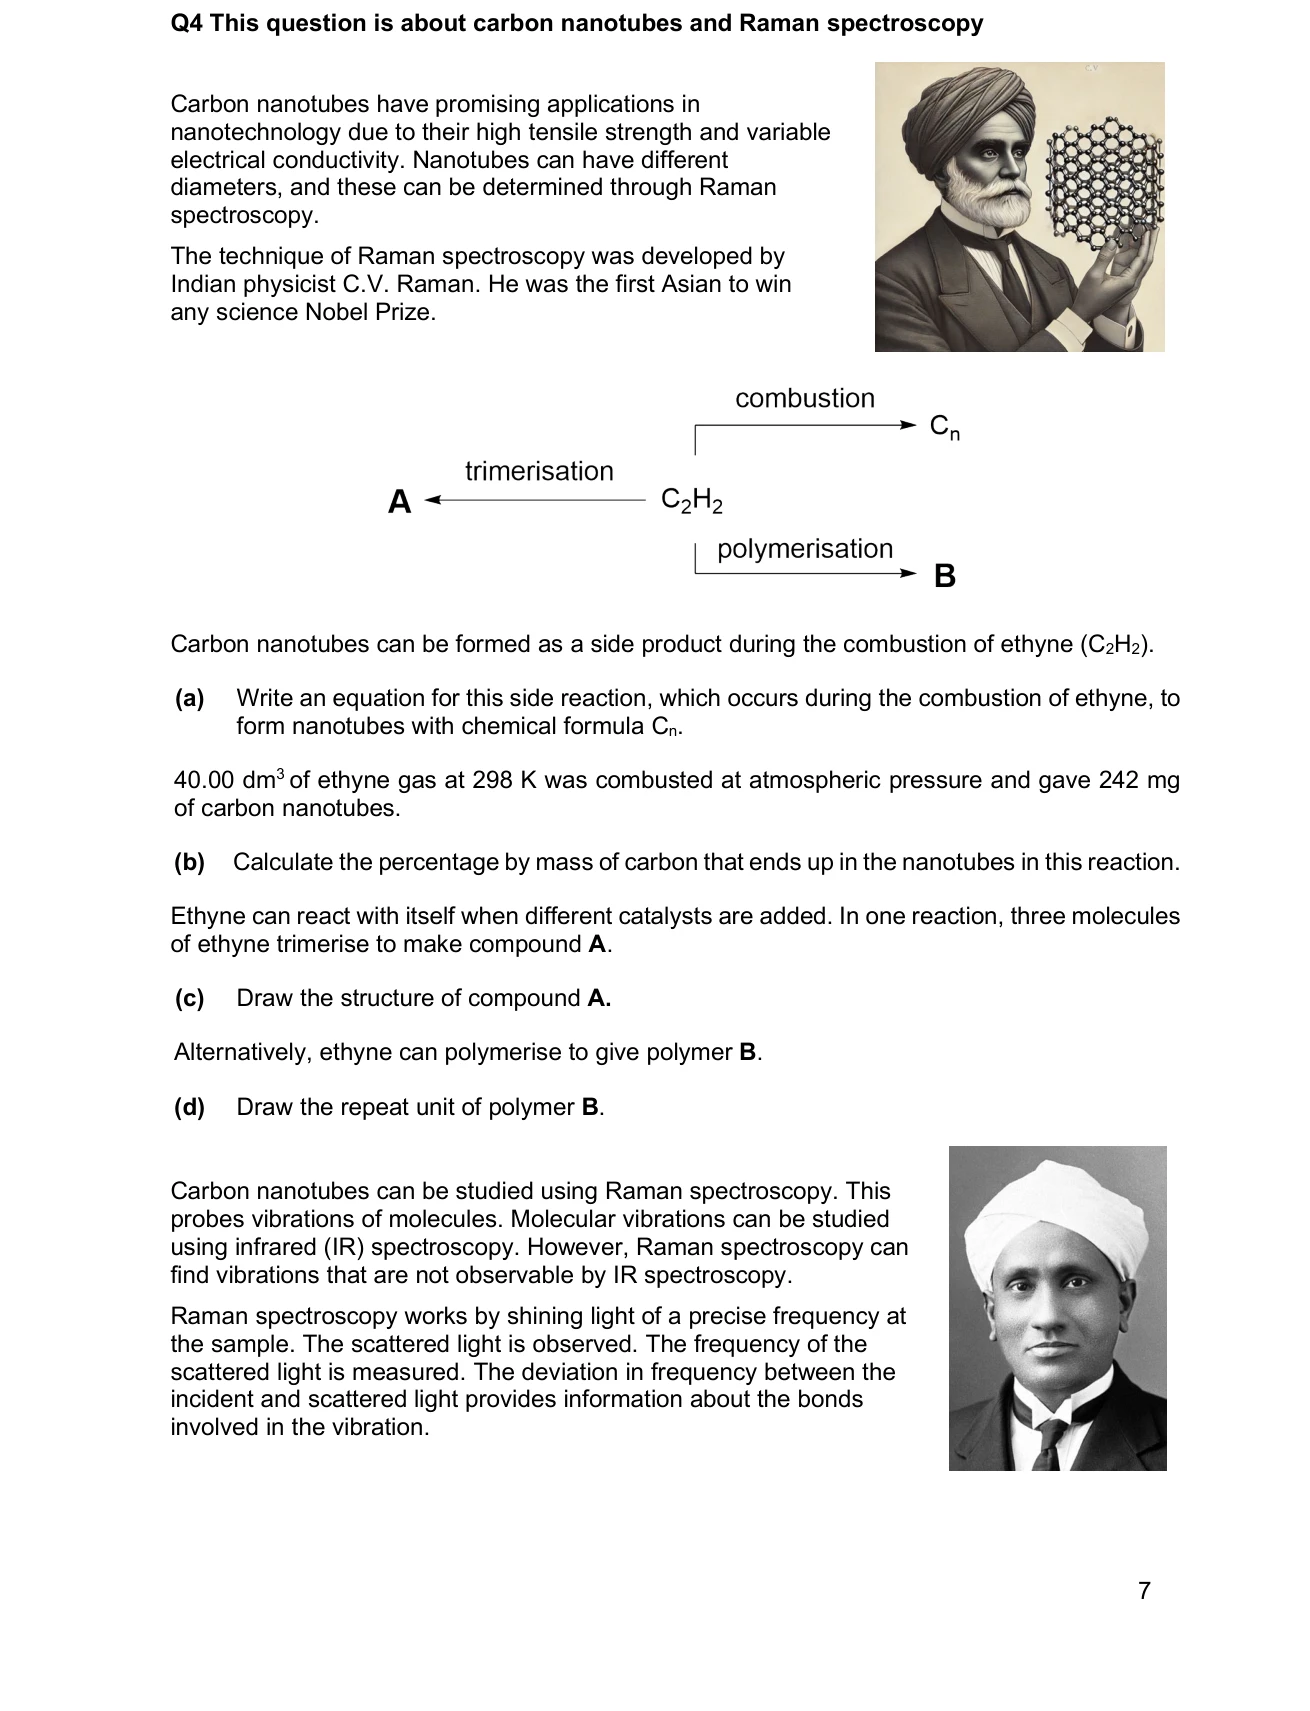 Q4 This question is about carbon nanotubes and Raman spectroscopy
Carbon nanotubes have promising applications in
nanotechnology due to their high tensile strength and variable
electrical conductivity. Nanotubes can have different
diameters, and these can be determined through Raman
spectroscopy.
The technique of Raman spectroscopy was developed by
Indian physicist C.V. Raman. He was the first Asian to win
any science Nobel Prize.
combustion
Cₙ
trimerisation
A
C₂H₂
polymerisation
B
Carbon nanotubes can be formed as a side product during the combustion of ethyne (C₂H₂).
(a) Write an equation for this side reaction, which occurs during the combustion of ethyne, to
form nanotubes with chemical formula Cₙ.
40.00 dm³ of ethyne gas at 298 K was combusted at atmospheric pressure and gave 242 mg
of carbon nanotubes.
(b) Calculate the percentage by mass of carbon that ends up in the nanotubes in this reaction.
Ethyne can react with itself when different catalysts are added. In one reaction, three molecules
of ethyne trimerise to make compound A.
(c) Draw the structure of compound A.
Alternatively, ethyne can polymerise to give polymer B.
(d) Draw the repeat unit of polymer B.
Carbon nanotubes can be studied using Raman spectroscopy. This
probes vibrations of molecules. Molecular vibrations can be studied
using infrared (IR) spectroscopy. However, Raman spectroscopy can
find vibrations that are not observable by IR spectroscopy.
Raman spectroscopy works by shining light of a precise frequency at
the sample. The scattered light is observed. The frequency of the
scattered light is measured. The deviation in frequency between the
incident and scattered light provides information about the bonds
involved in the vibration.
7